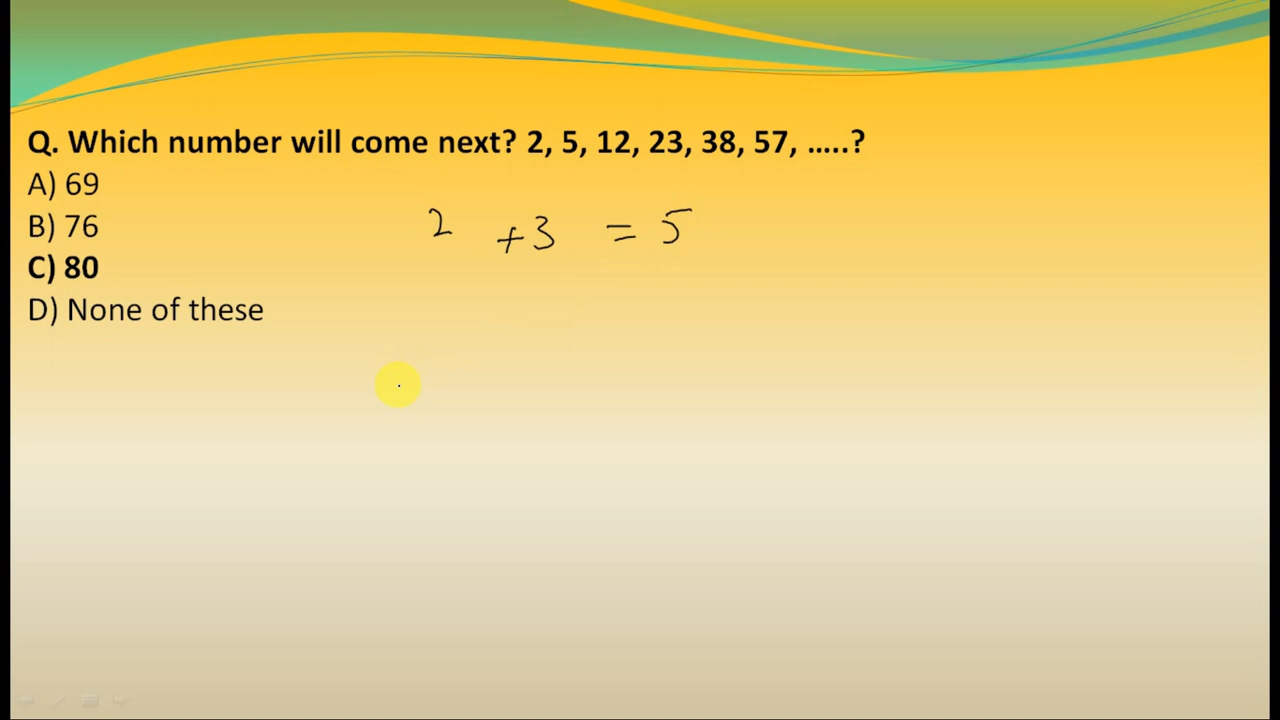 Q. Which number will come next? 2, 5, 12, 23, 38, 57, …..?
A) 69
B) 76
2 +3 = 5
C) 80
D) None of these